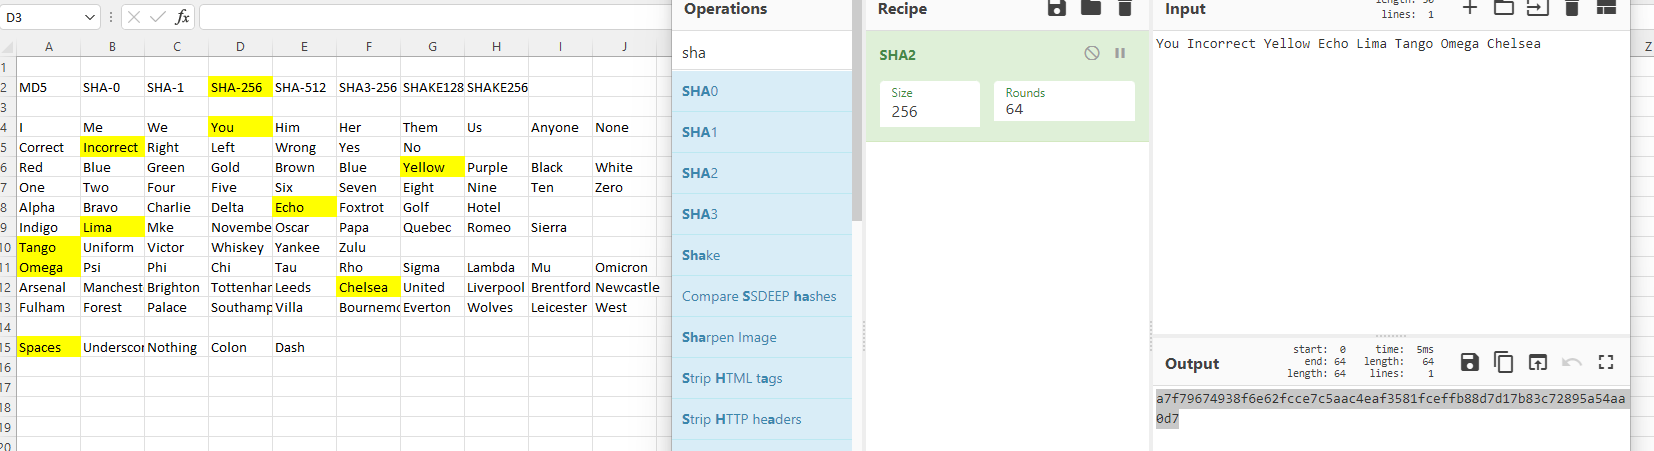 D3 fx
A B C D E F G H I J
1
2 MD5 SHA-0 SHA-1 SHA-256 SHA-512 SHA3-256 SHAKE128 SHAKE256
3
4 I Me We You Him Her Them Us Anyone None
5 Correct Incorrect Right Left Wrong Yes No
6 Red Blue Green Gold Brown Blue Yellow Purple Black White
7 One Two Four Five Six Seven Eight Nine Ten Zero
8 Alpha Bravo Charlie Delta Echo Foxtrot Golf Hotel
9 Indigo Lima Mke Novembe Oscar Papa Quebec Romeo Sierra
10 Tango Uniform Victor Whiskey Yankee Zulu
11 Omega Psi Phi Chi Tau Rho Sigma Lambda Mu Omicron
12 Arsenal Manchest Brighton Tottenhar Leeds Chelsea United Liverpool Brentford Newcastle
13 Fulham Forest Palace Southamp Villa Bournemo Everton Wolves Leicester West
14
15 Spaces Underscor Nothing Colon Dash
16
17
18
19
20
Operations
sha
SHA0
SHA1
SHA2
SHA3
Shake
Compare SSDEEP hashes
Sharpen Image
Strip HTML tags
Strip HTTP headers
Recipe
SHA2
Size
256
Rounds
64
Input
lines: 1
You Incorrect Yellow Echo Lima Tango Omega Chelsea
Output
start: 0 time: 5ms
end: 64 length: 64
length: 64 lines: 1
a7f79674938f6e62fcce7c5aac4eaf3581fceffb88d7d17b83c72895a54aa
0d7
Z